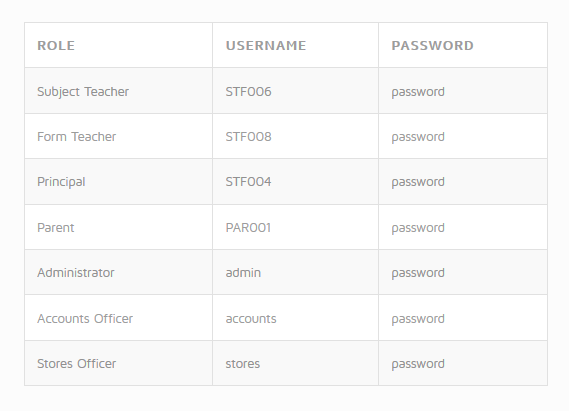 ROLE USERNAME PASSWORD
Subject Teacher STF006 password
Form Teacher STF008 password
Principal STF004 password
Parent PAR001 password
Administrator admin password
Accounts Officer accounts password
Stores Officer stores password